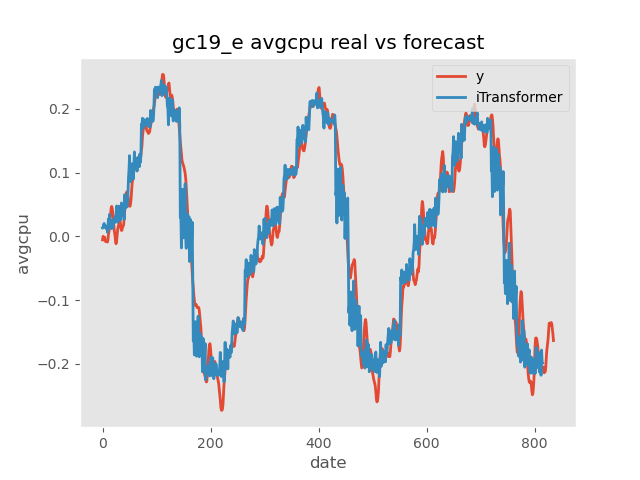 gc19_e avgcpu real vs forecast
y
iTransformer
0.2
0.1
0.0
−0.1
−0.2
avgcpu
0
200
400
600
800
date